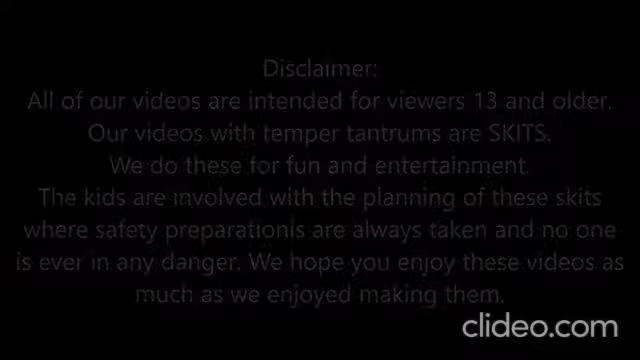 Disclaimer:
All of our videos are intended for viewers 13 and older.
Our videos with temper tantrums are SKITS.
We do these for fun and entertainment.
The kids are involved with the planning of these skits
where safety preparationis are always taken and no one
is ever in any danger. We hope you enjoy these videos as
much as we enjoyed making them.
clideo.com